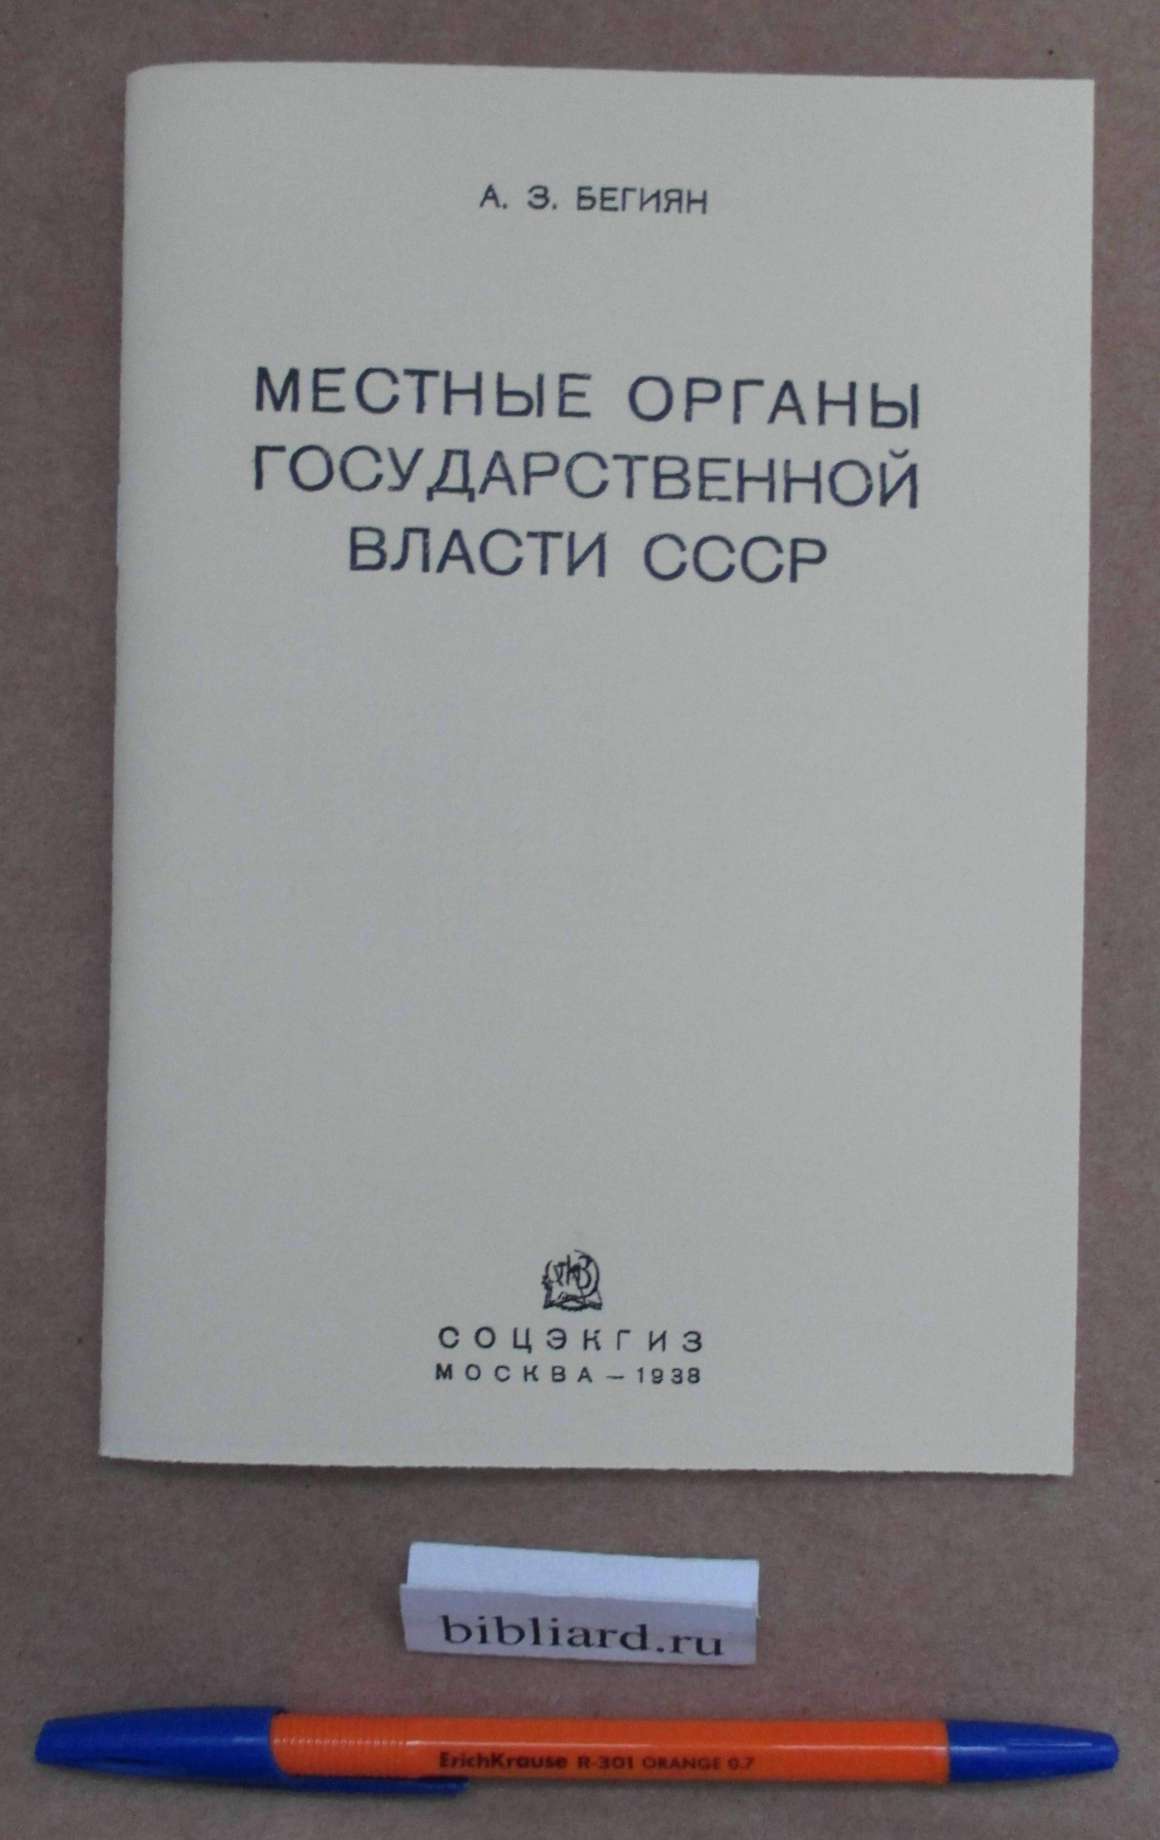 А. З. БЕГИЯН
МЕСТНЫЕ ОРГАНЫ
ГОСУДАРСТВЕННОЙ
ВЛАСТИ СССР
СОЦЭКГИЗ
МОСКВА — 1938
bibliard.ru
ErichKrause R-301 ORANGE 0.7